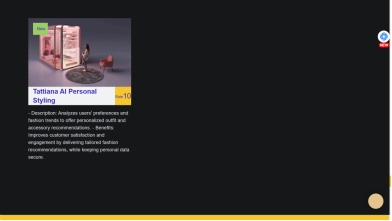 New
Tattiana AI Personal
Styling
10
- Description: Analyzes users' preferences and
fashion trends to offer personalized outfit and
accessory recommendations. - Benefits:
Improves customer satisfaction and
engagement by delivering tailored fashion
recommendations, while keeping personal data
secure.
NEW